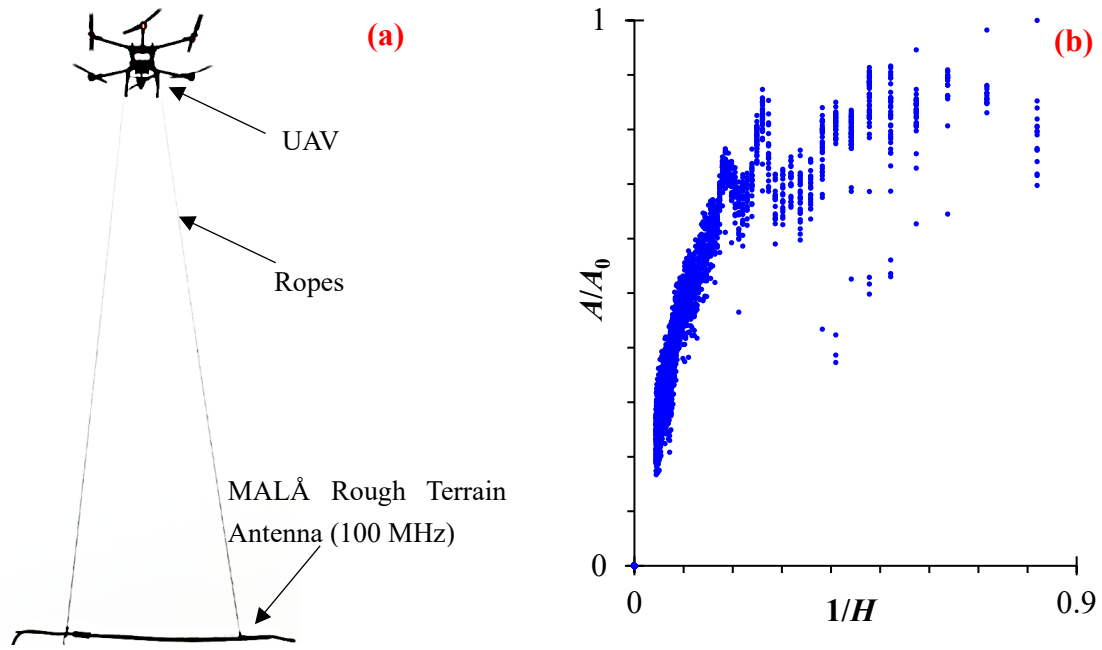 (a)
UAV
Ropes
MALÅ Rough Terrain
Antenna (100 MHz)
(b)
1
A/A0
0
0
1/H
0.9